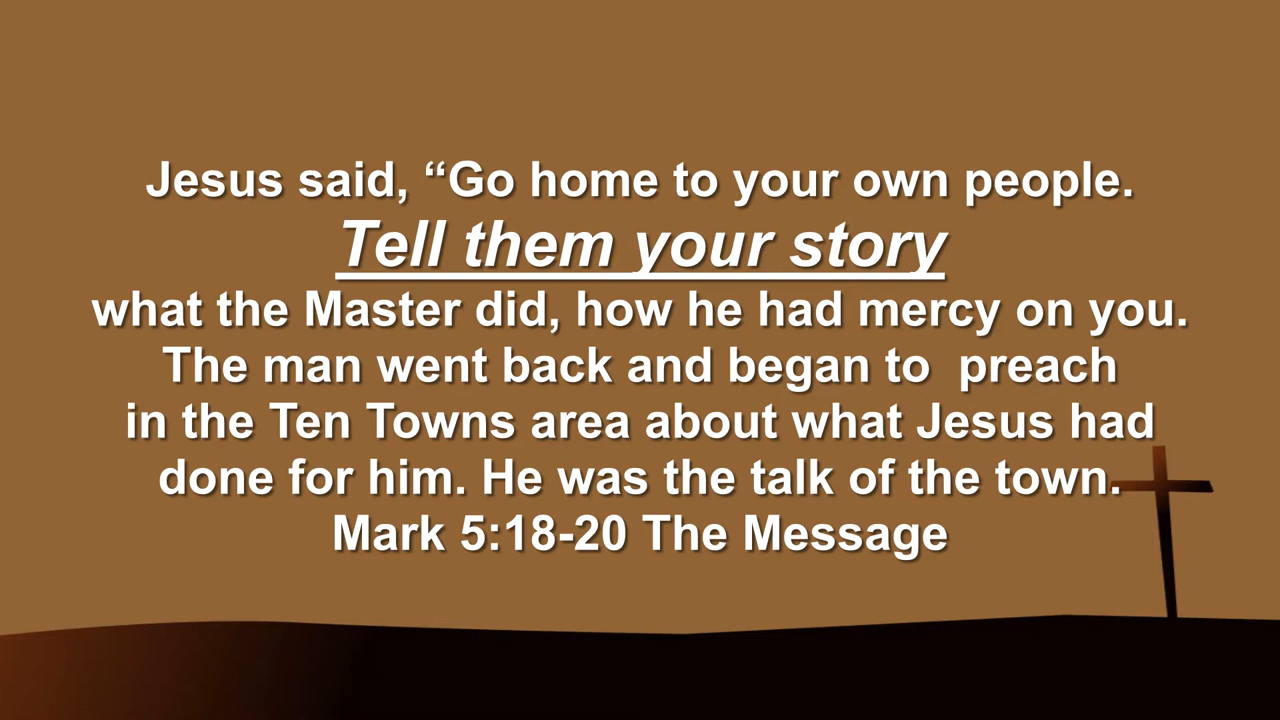 Jesus said, “Go home to your own people.
Tell them your story
what the Master did, how he had mercy on you.
The man went back and began to  preach
in the Ten Towns area about what Jesus had
done for him. He was the talk of the town.
Mark 5:18-20 The Message